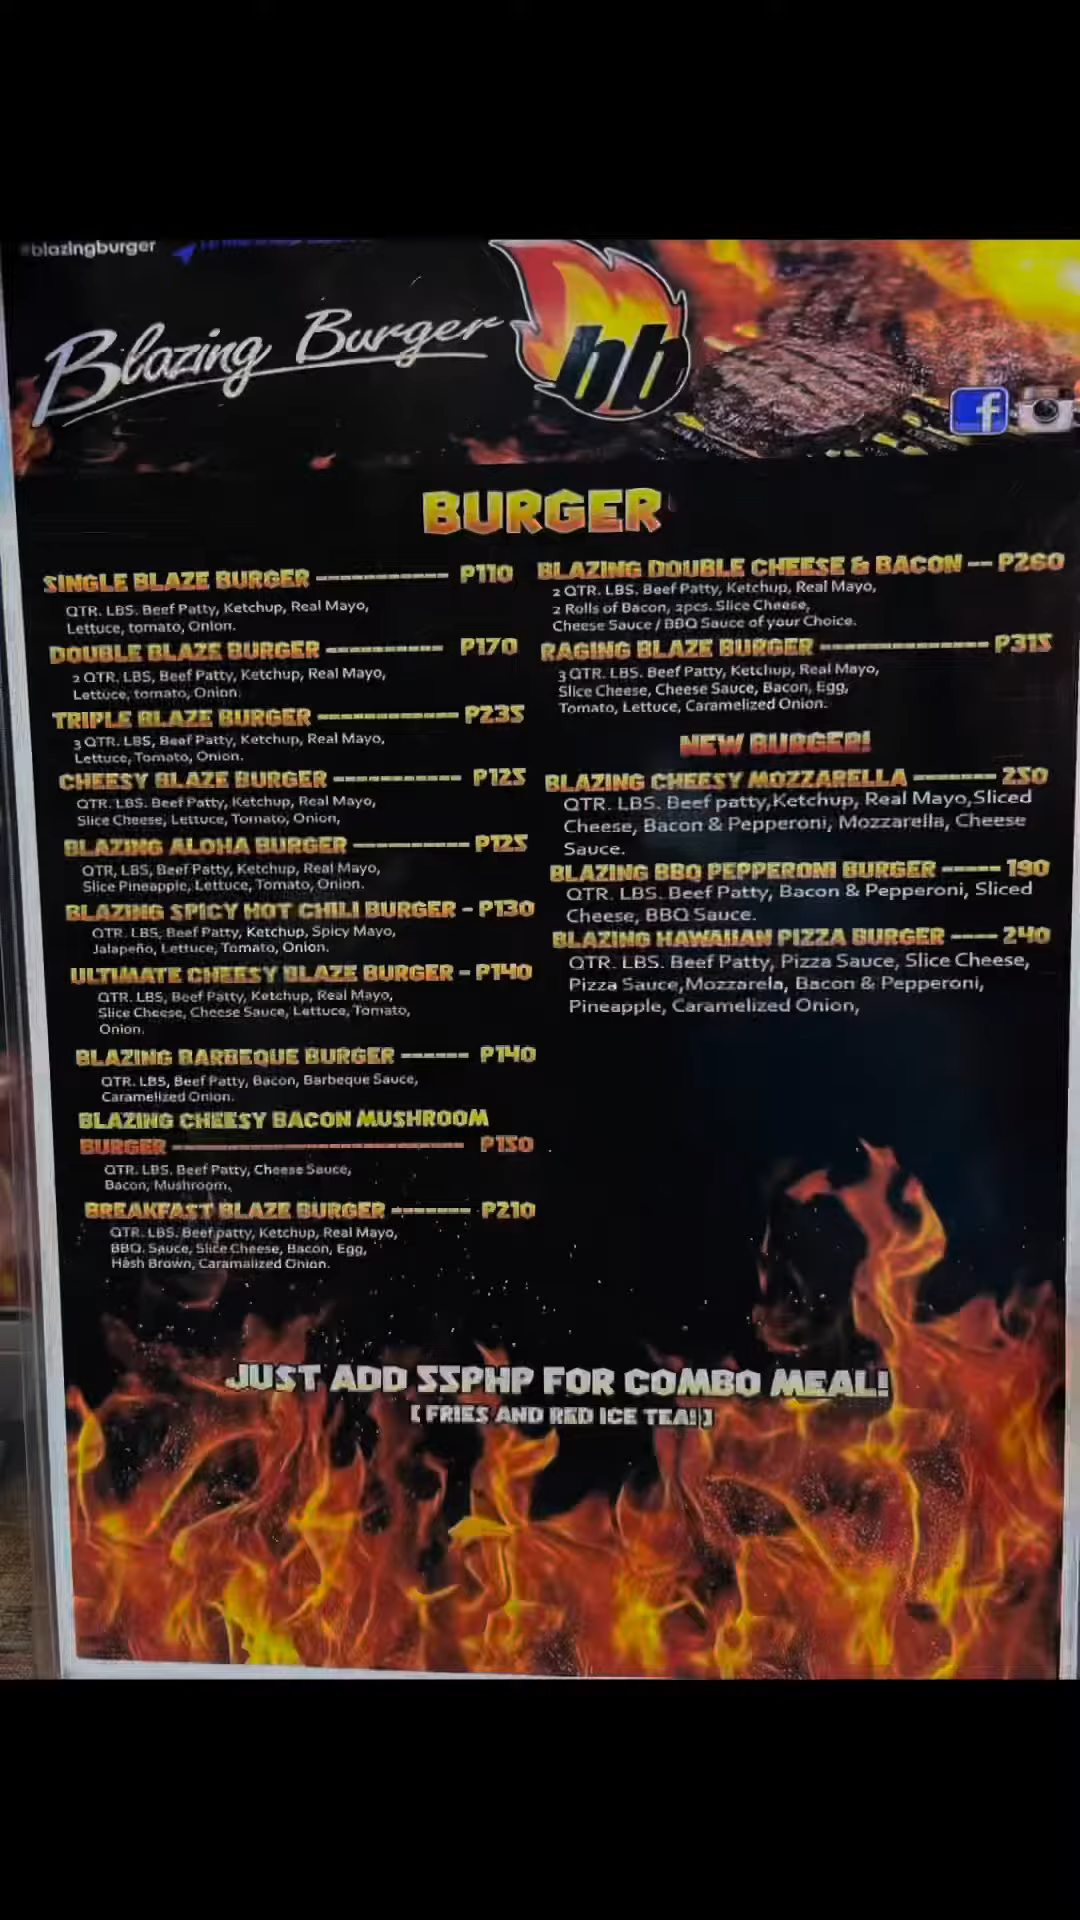 #blazingburger
Blazing Burger
bb
f
BURGER
SINGLE BLAZE BURGER ----------- P110
QTR. LBS. Beef Patty, Ketchup, Real Mayo,
Lettuce, tomato, Onion.
DOUBLE BLAZE BURGER ---------- P170
2 QTR. LBS, Beef Patty, Ketchup, Real Mayo,
Lettuce, tomato, Onion.
TRIPLE BLAZE BURGER ------------ P235
3 QTR. LBS, Beef Patty, Ketchup, Real Mayo,
Lettuce, Tomato, Onion.
CHEESY BLAZE BURGER ----------- P125
QTR. LBS. Beef Patty, Ketchup, Real Mayo,
Slice Cheese, Lettuce, Tomato, Onion,
BLAZING ALOHA BURGER ---------- P125
QTR, LBS, Beef Patty, Ketchup, Real Mayo,
Slice Pineapple, Lettuce, Tomato, Onion.
BLAZING SPICY HOT CHILI BURGER - P130
QTR. LBS, Beef Patty, Ketchup, Spicy Mayo,
Jalapeño, Lettuce, Tomato, Onion.
ULTIMATE CHEESY BLAZE BURGER - P140
QTR. LBS, Beef Patty, Ketchup, Real Mayo,
Slice Cheese, Cheese Sauce, Lettuce, Tomato,
Onion.
BLAZING BARBEQUE BURGER ------ P140
QTR. LBS, Beef Patty, Bacon, Barbeque Sauce,
Caramelized Onion.
BLAZING CHEESY BACON MUSHROOM
BURGER ------------------------- P150
QTR. LBS. Beef Patty, Cheese Sauce,
Bacon, Mushroom.
BREAKFAST BLAZE BURGER ------- P210
QTR. LBS. Beef patty, Ketchup, Real Mayo,
BBQ. Sauce, Slice Cheese, Bacon, Egg,
Hash Brown, Caramalized Onion.
BLAZING DOUBLE CHEESE & BACON -- P260
2 QTR. LBS. Beef Patty, Ketchup, Real Mayo,
2 Rolls of Bacon, 2pcs. Slice Cheese,
Cheese Sauce / BBQ Sauce of your Choice.
RAGING BLAZE BURGER --------------- P315
3 QTR. LBS. Beef Patty, Ketchup, Real Mayo,
Slice Cheese, Cheese Sauce, Bacon, Egg,
Tomato, Lettuce, Caramelized Onion.
NEW BURGER!
BLAZING CHEESY MOZZARELLA ------- 250
QTR. LBS. Beef patty,Ketchup, Real Mayo,Sliced
Cheese, Bacon & Pepperoni, Mozzarella, Cheese
Sauce.
BLAZING BBQ PEPPERONI BURGER ----- 190
QTR. LBS. Beef Patty, Bacon & Pepperoni, Sliced
Cheese, BBQ Sauce.
BLAZING HAWAIIAN PIZZA BURGER ---- 240
QTR. LBS. Beef Patty, Pizza Sauce, Slice Cheese,
Pizza Sauce,Mozzarela, Bacon & Pepperoni,
Pineapple, Caramelized Onion,
JUST ADD 55PHP FOR COMBO MEAL!
[ FRIES AND RED ICE TEA! ]